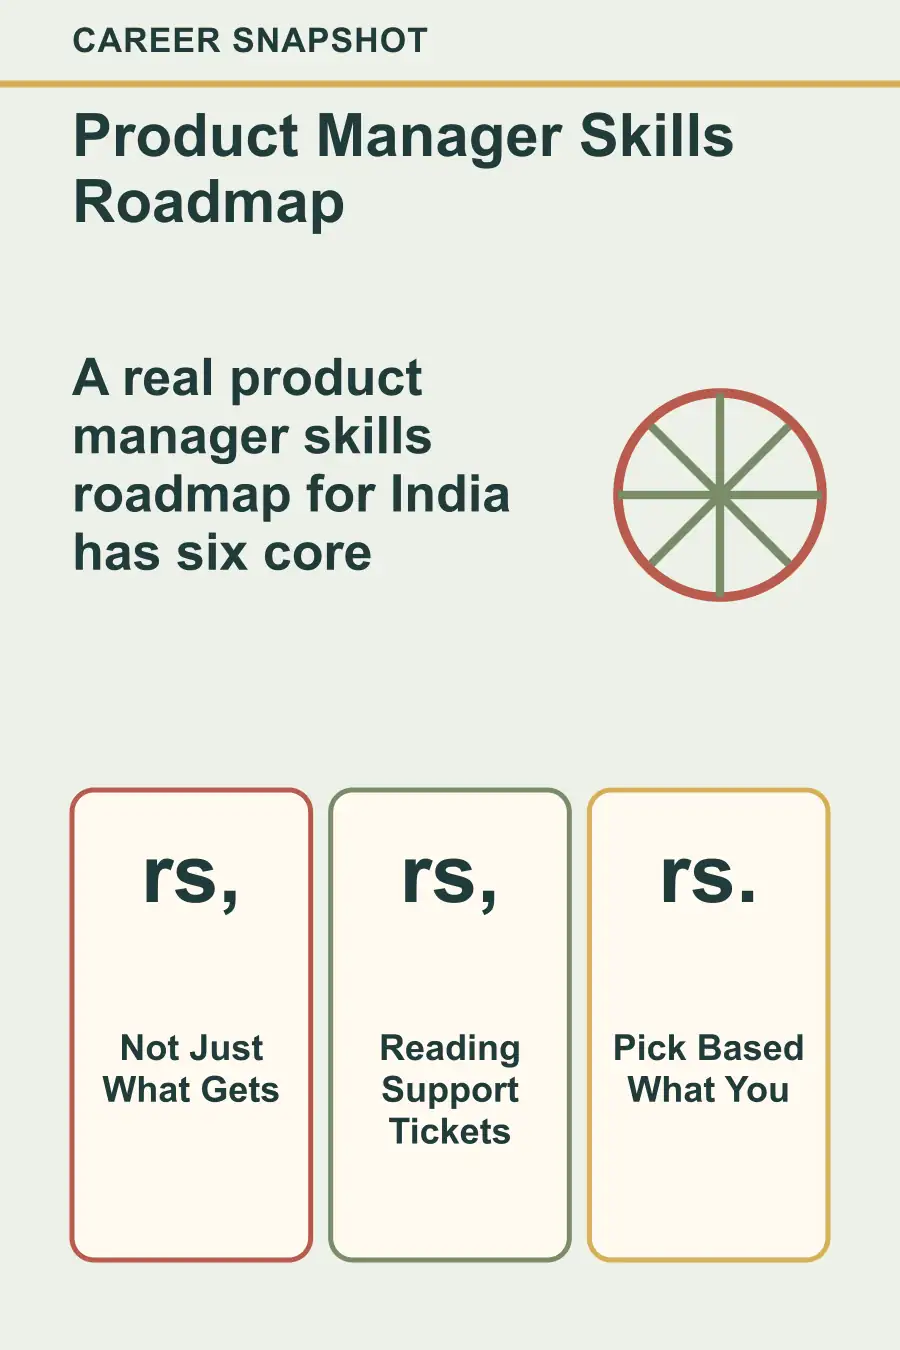 CAREER SNAPSHOT
Product Manager Skills
Roadmap
A real product
manager skills
roadmap for India
has six core
rs,
Not Just
What Gets
rs,
Reading
Support
Tickets
rs.
Pick Based
What You